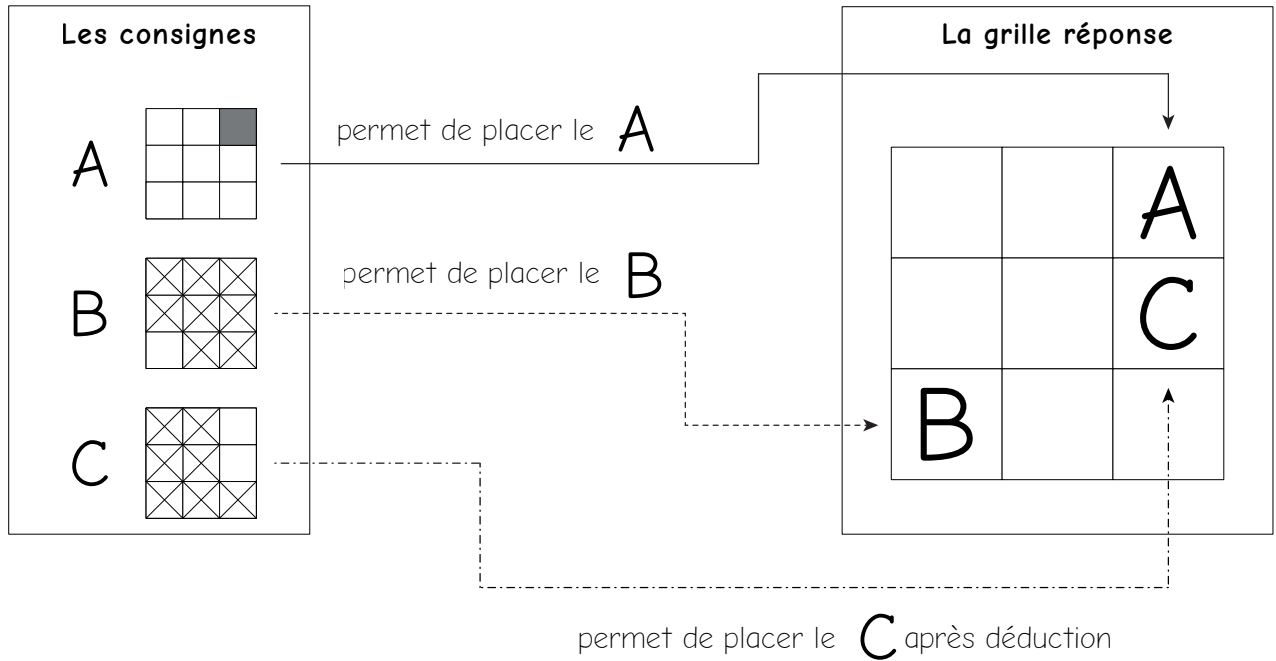 Les consignes
La grille réponse
A
permet de placer le A
A
B
permet de placer le B
C
B
C
permet de placer le C après déduction